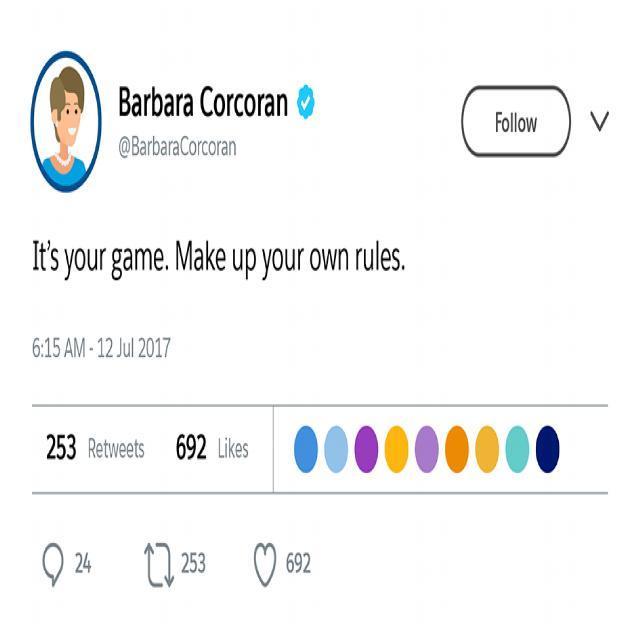 Barbara Corcoran
@BarbaraCorcoran
Follow
It's your game. Make up your own rules.
6:15 AM - 12 Jul 2017
253 Retweets 692 Likes
24 253 692